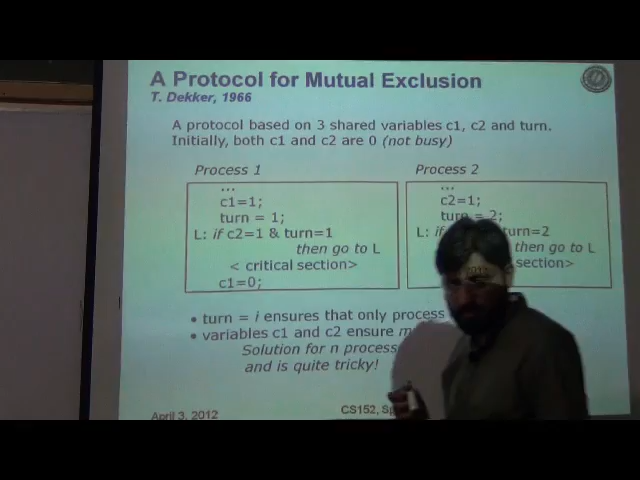 A Protocol for Mutual Exclusion
T. Dekker, 1966
A protocol based on 3 shared variables c1, c2 and turn.
Initially, both c1 and c2 are 0 (not busy)
Process 1
...
c1=1;
turn = 1;
L: if c2=1 & turn=1
then go to L
< critical section>
c1=0;
Process 2
...
c2=1;
turn = 2;
L: if turn=2
then go to L
section>
• turn = i ensures that only process
• variables c1 and c2 ensure
Solution for n process
and is quite tricky!
April 3, 2012
CS152,